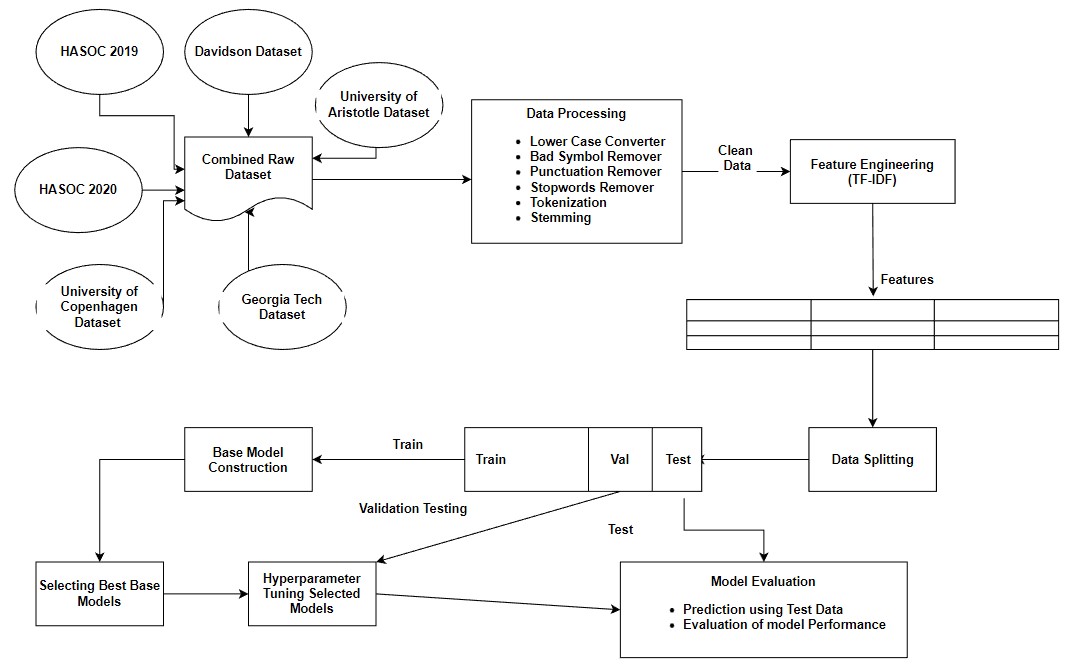 HASOC 2019
Davidson Dataset
University of
Aristotle Dataset
Combined Raw
Dataset
HASOC 2020
University of
Copenhagen
Dataset
Georgia Tech
Dataset
Data Processing
Lower Case Converter
Bad Symbol Remover
Punctuation Remover
Stopwords Remover
Tokenization
Stemming
Clean
Data
Feature Engineering
(TF-IDF)
Features
Data Splitting
Train
Val
Test
Train
Base Model
Construction
Validation Testing
Test
Selecting Best Base
Models
Hyperparameter
Tuning Selected
Models
Model Evaluation
Prediction using Test Data
Evaluation of model Performance